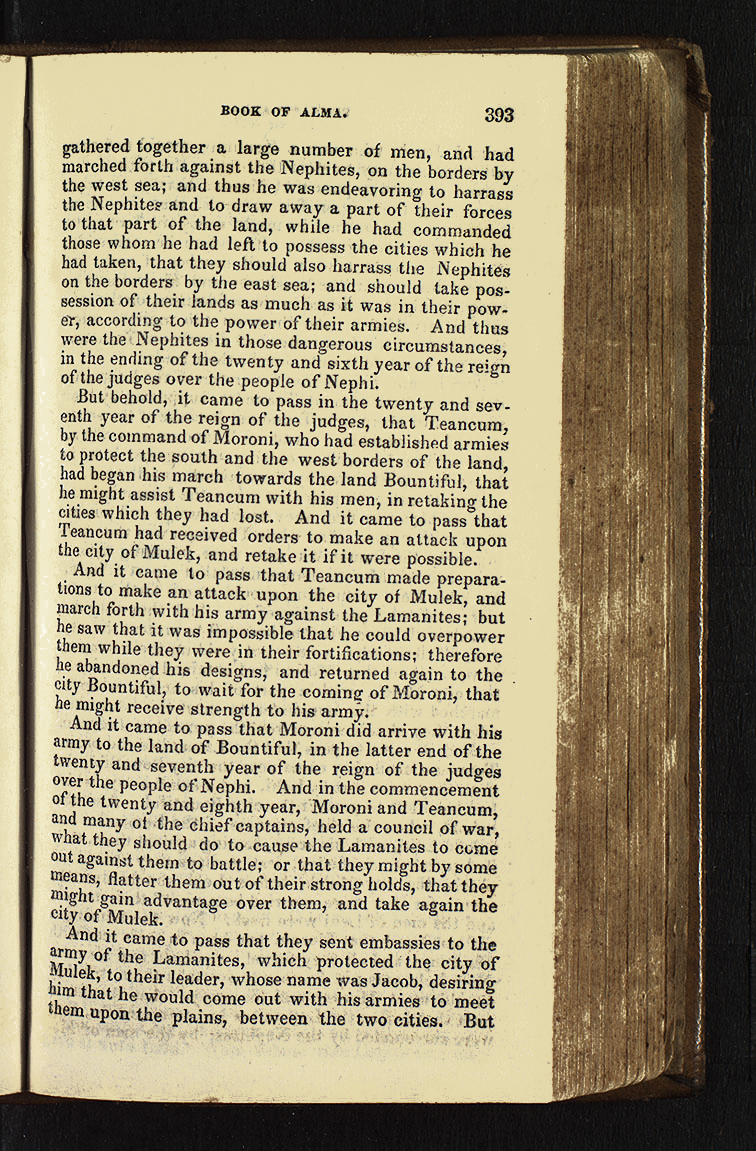 BOOK OF ALMA. 393
gathered together a large number of men, and had
marched forth against the Nephites, on the borders by
the west sea; and thus he was endeavoring to harrass
the Nephites and to draw away a part of their forces
to that part of the land, while he had commanded
those whom he had left to possess the cities which he
had taken, that they should also harrass the Nephites
on the borders by the east sea; and should take pos-
session of their lands as much as it was in their pow-
er, according to the power of their armies. And thus
were the Nephites in those dangerous circumstances,
in the ending of the twenty and sixth year of the reign
of the judges over the people of Nephi.
But behold, it came to pass in the twenty and sev-
enth year of the reign of the judges, that Teancum,
by the command of Moroni, who had established armies
to protect the south and the west borders of the land,
had began his march towards the land Bountiful, that
he might assist Teancum with his men, in retaking the
cities which they had lost. And it came to pass that
Teancum had received orders to make an attack upon
the city of Mulek, and retake it if it were possible.
And it came to pass that Teancum made prepara-
tions to make an attack upon the city of Mulek, and
march forth with his army against the Lamanites; but
he saw that it was impossible that he could overpower
them while they were in their fortifications; therefore
he abandoned his designs, and returned again to the
city Bountiful, to wait for the coming of Moroni, that
he might receive strength to his army.
And it came to pass that Moroni did arrive with his
army to the land of Bountiful, in the latter end of the
twenty and seventh year of the reign of the judges
over the people of Nephi. And in the commencement
of the twenty and eighth year, Moroni and Teancum,
and many of the chief captains, held a council of war,
what they should do to cause the Lamanites to come
out against them to battle; or that they might by some
means, flatter them out of their strong holds, that they
might gain advantage over them, and take again the
city of Mulek.
And it came to pass that they sent embassies to the
army of the Lamanites, which protected the city of
Mulek, to their leader, whose name was Jacob, desiring
him that he would come out with his armies to meet
them upon the plains, between the two cities. But